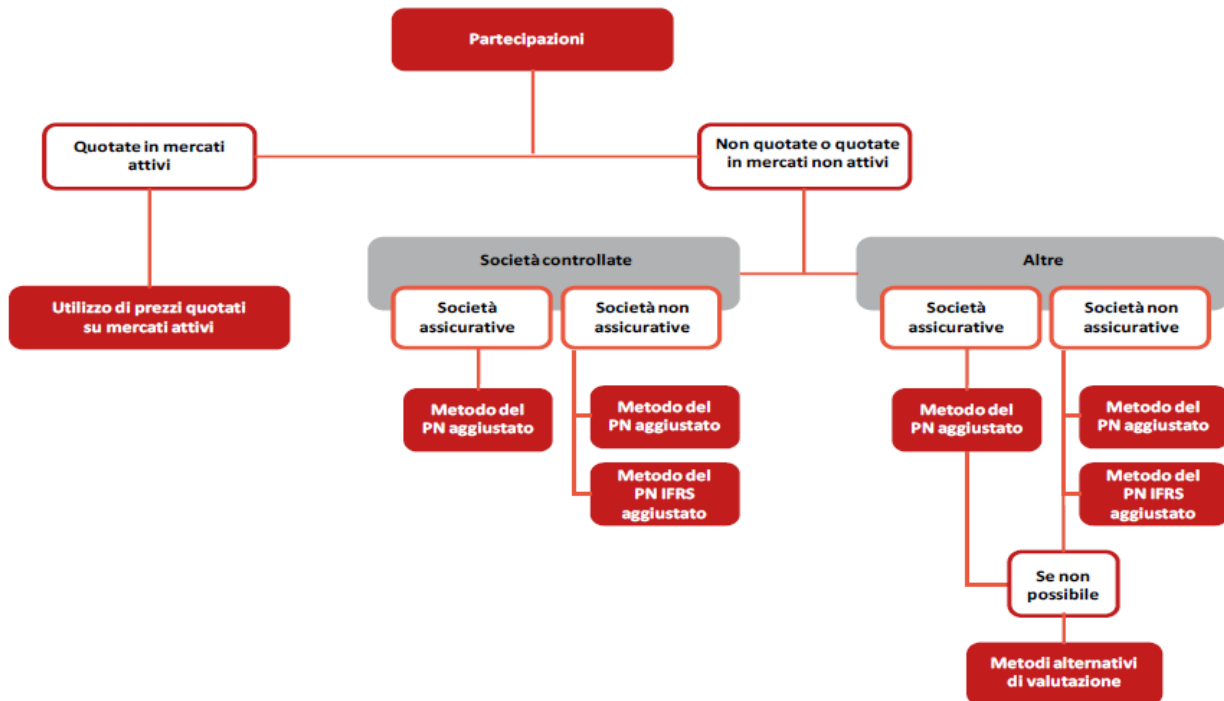 Partecipazioni
Quotate in mercati
attivi
Non quotate o quotate
in mercati non attivi
Società controllate
Altre
Utilizzo di prezzi quotati
su mercati attivi
Società
assicurative
Società non
assicurative
Società
assicurative
Società non
assicurative
Metodo del
PN aggiustato
Metodo del
PN aggiustato
Metodo del
PN IFRS
aggiustato
Metodo del
PN aggiustato
Metodo del
PN aggiustato
Metodo del
PN IFRS
aggiustato
Se non
possibile
Metodi alternativi
di valutazione